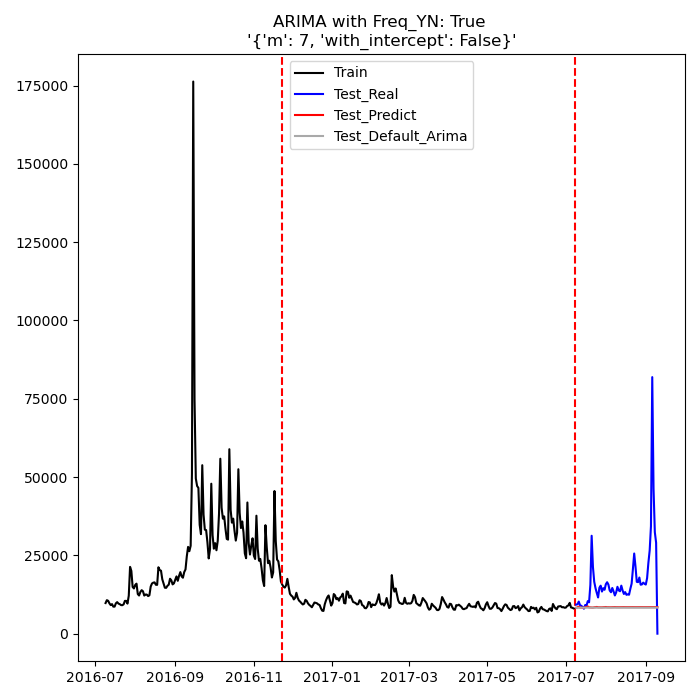 ARIMA with Freq_YN: True
'{'m': 7, 'with_intercept': False}'
Train
Test_Real
Test_Predict
Test_Default_Arima
175000
150000
125000
100000
75000
50000
25000
0
2016-07
2016-09
2016-11
2017-01
2017-03
2017-05
2017-07
2017-09